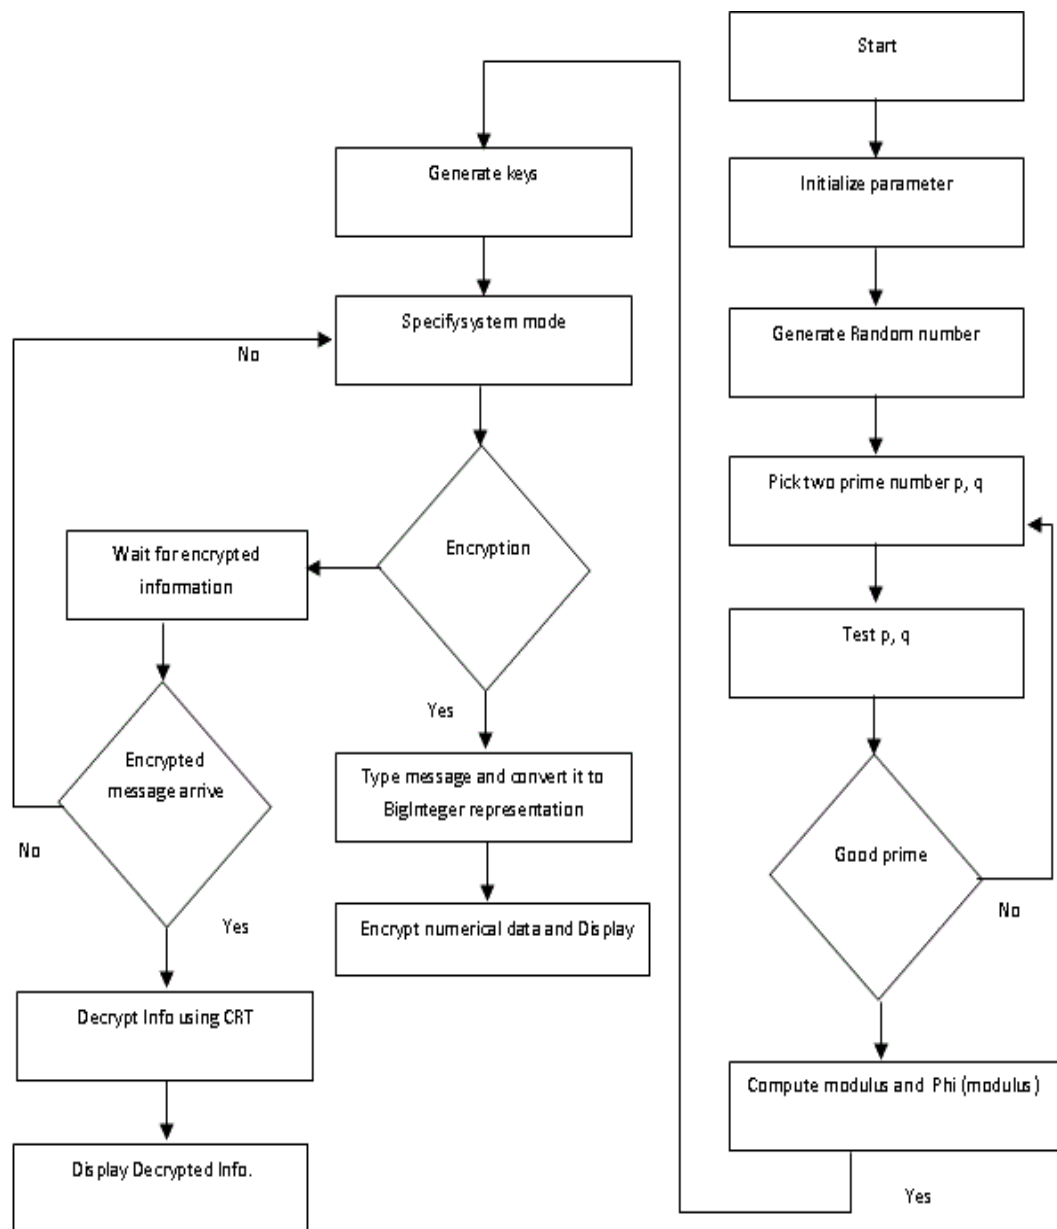 Start
Initialize parameter
Generate Random number
Pick two prime number p, q
Test p, q
Good prime
No
Compute modulus and Phi (modulus)
Yes
Generate keys
Specify system mode
No
Encryption
Yes
Wait for encrypted
information
Encrypted
message arrive
No
Yes
Type message and convert it to
BigInteger representation
Encrypt numerical data and Display
Decrypt Info using CRT
Display Decrypted Info.